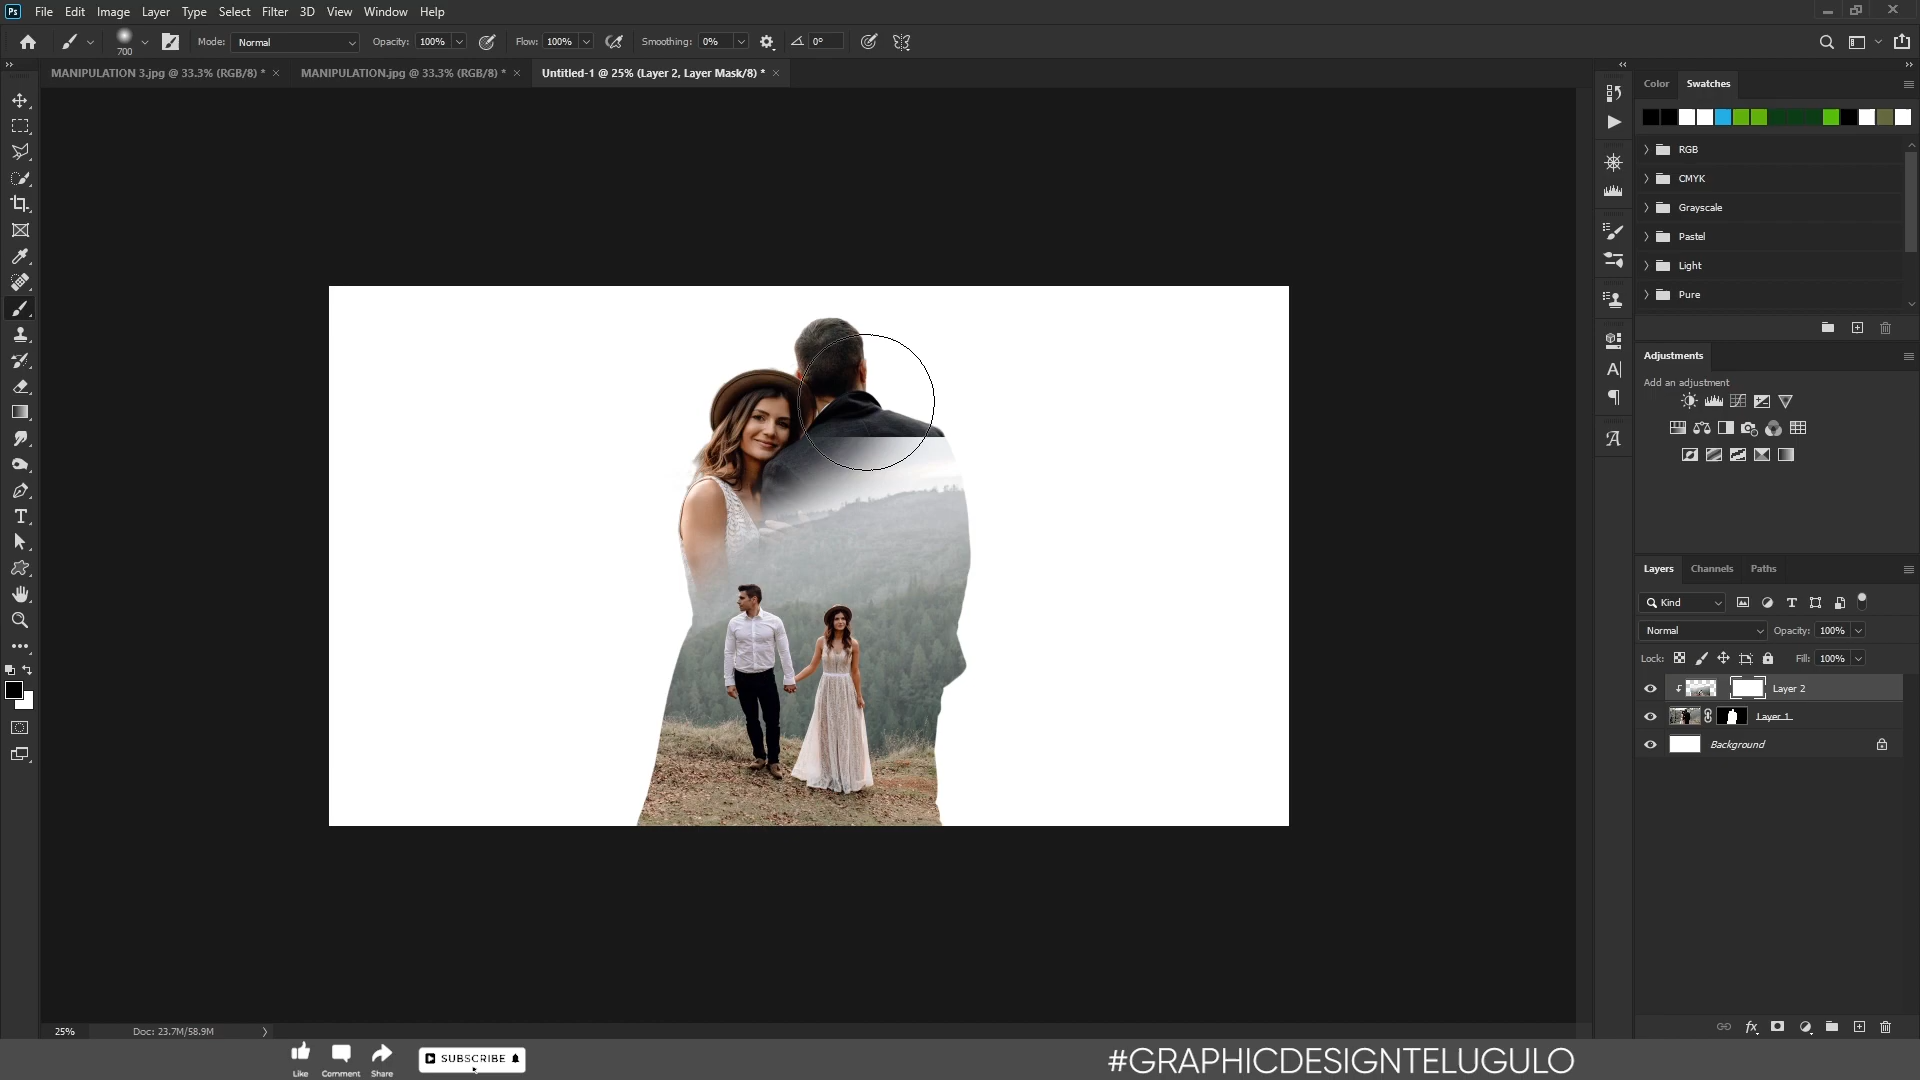 Ps File Edit Image Layer Type Select Filter 3D View Window Help
700 Mode: Normal Opacity: 100% Flow: 100% Smoothing: 0% 0°
MANIPULATION 3.jpg @ 33.3% (RGB/8) * × MANIPULATION.jpg @ 33.3% (RGB/8) * × Untitled-1 @ 25% (Layer 2, Layer Mask/8) * ×
Color Swatches
RGB
CMYK
Grayscale
Pastel
Light
Pure
Adjustments
Add an adjustment
Layers Channels Paths
Kind
Normal Opacity: 100%
Lock: Fill: 100%
Layer 2
Layer 1
Background
25% Doc: 23.7M/58.9M
Like Comment Share
SUBSCRIBE
#GRAPHICDESIGNTELUGULO